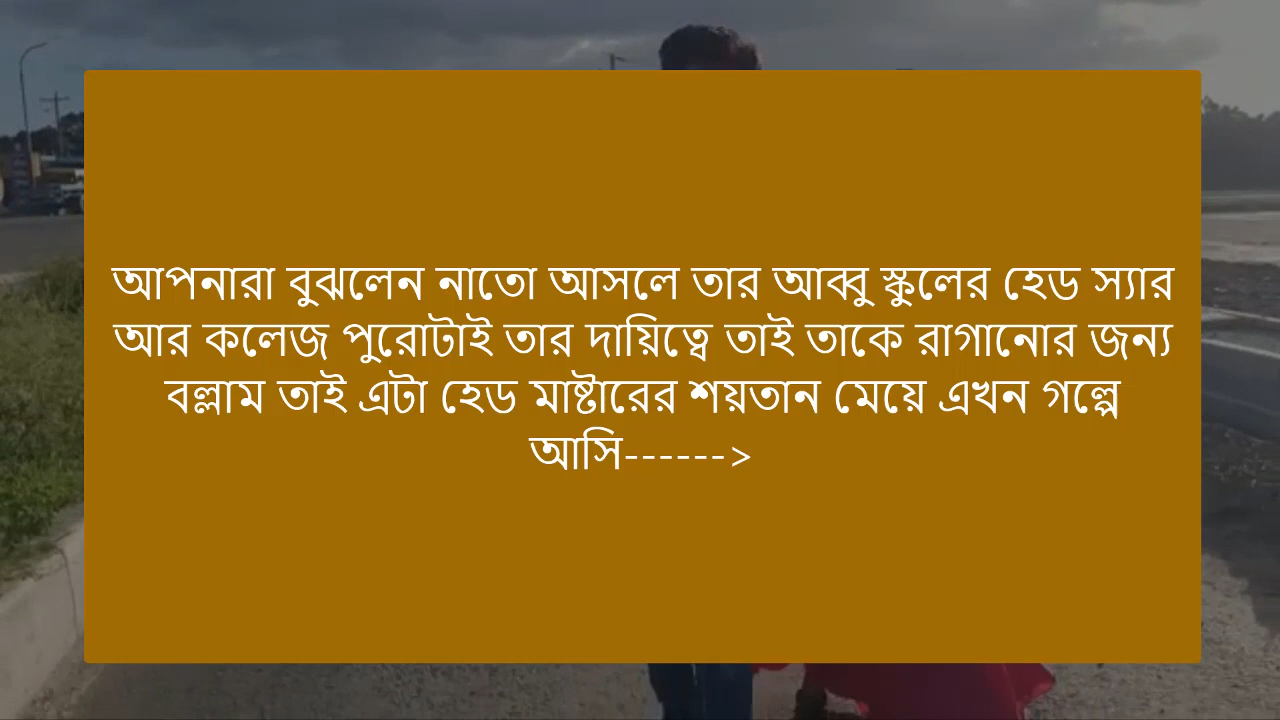 আপনারা বুঝলেন নাতো আসলে তার আব্বু স্কুলের হেড স্যার
আর কলেজ পুরোটাই তার দায়িত্বে তাই তাকে রাগানোর জন্য
বল্লাম তাই এটা হেড মাষ্টারের শয়তান মেয়ে এখন গল্পে
আসি------>